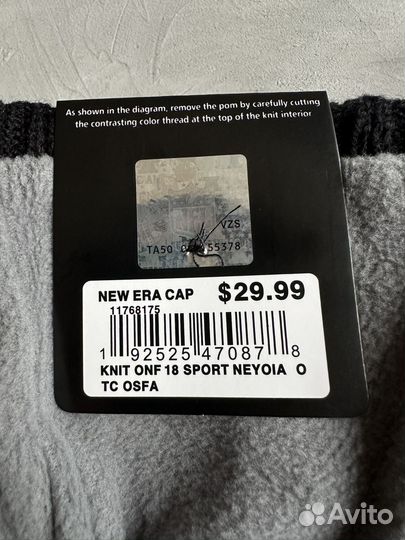 As shown in the diagram, remove the pom by carefully cutting
the contrasting color thread at the top of the knit interior
VZS
TA50 55378
NEW ERA CAP $29.99
11768175
1 92525 47087 8
KNIT ONF 18 SPORT NEYOIA O
TC OSFA
Avito